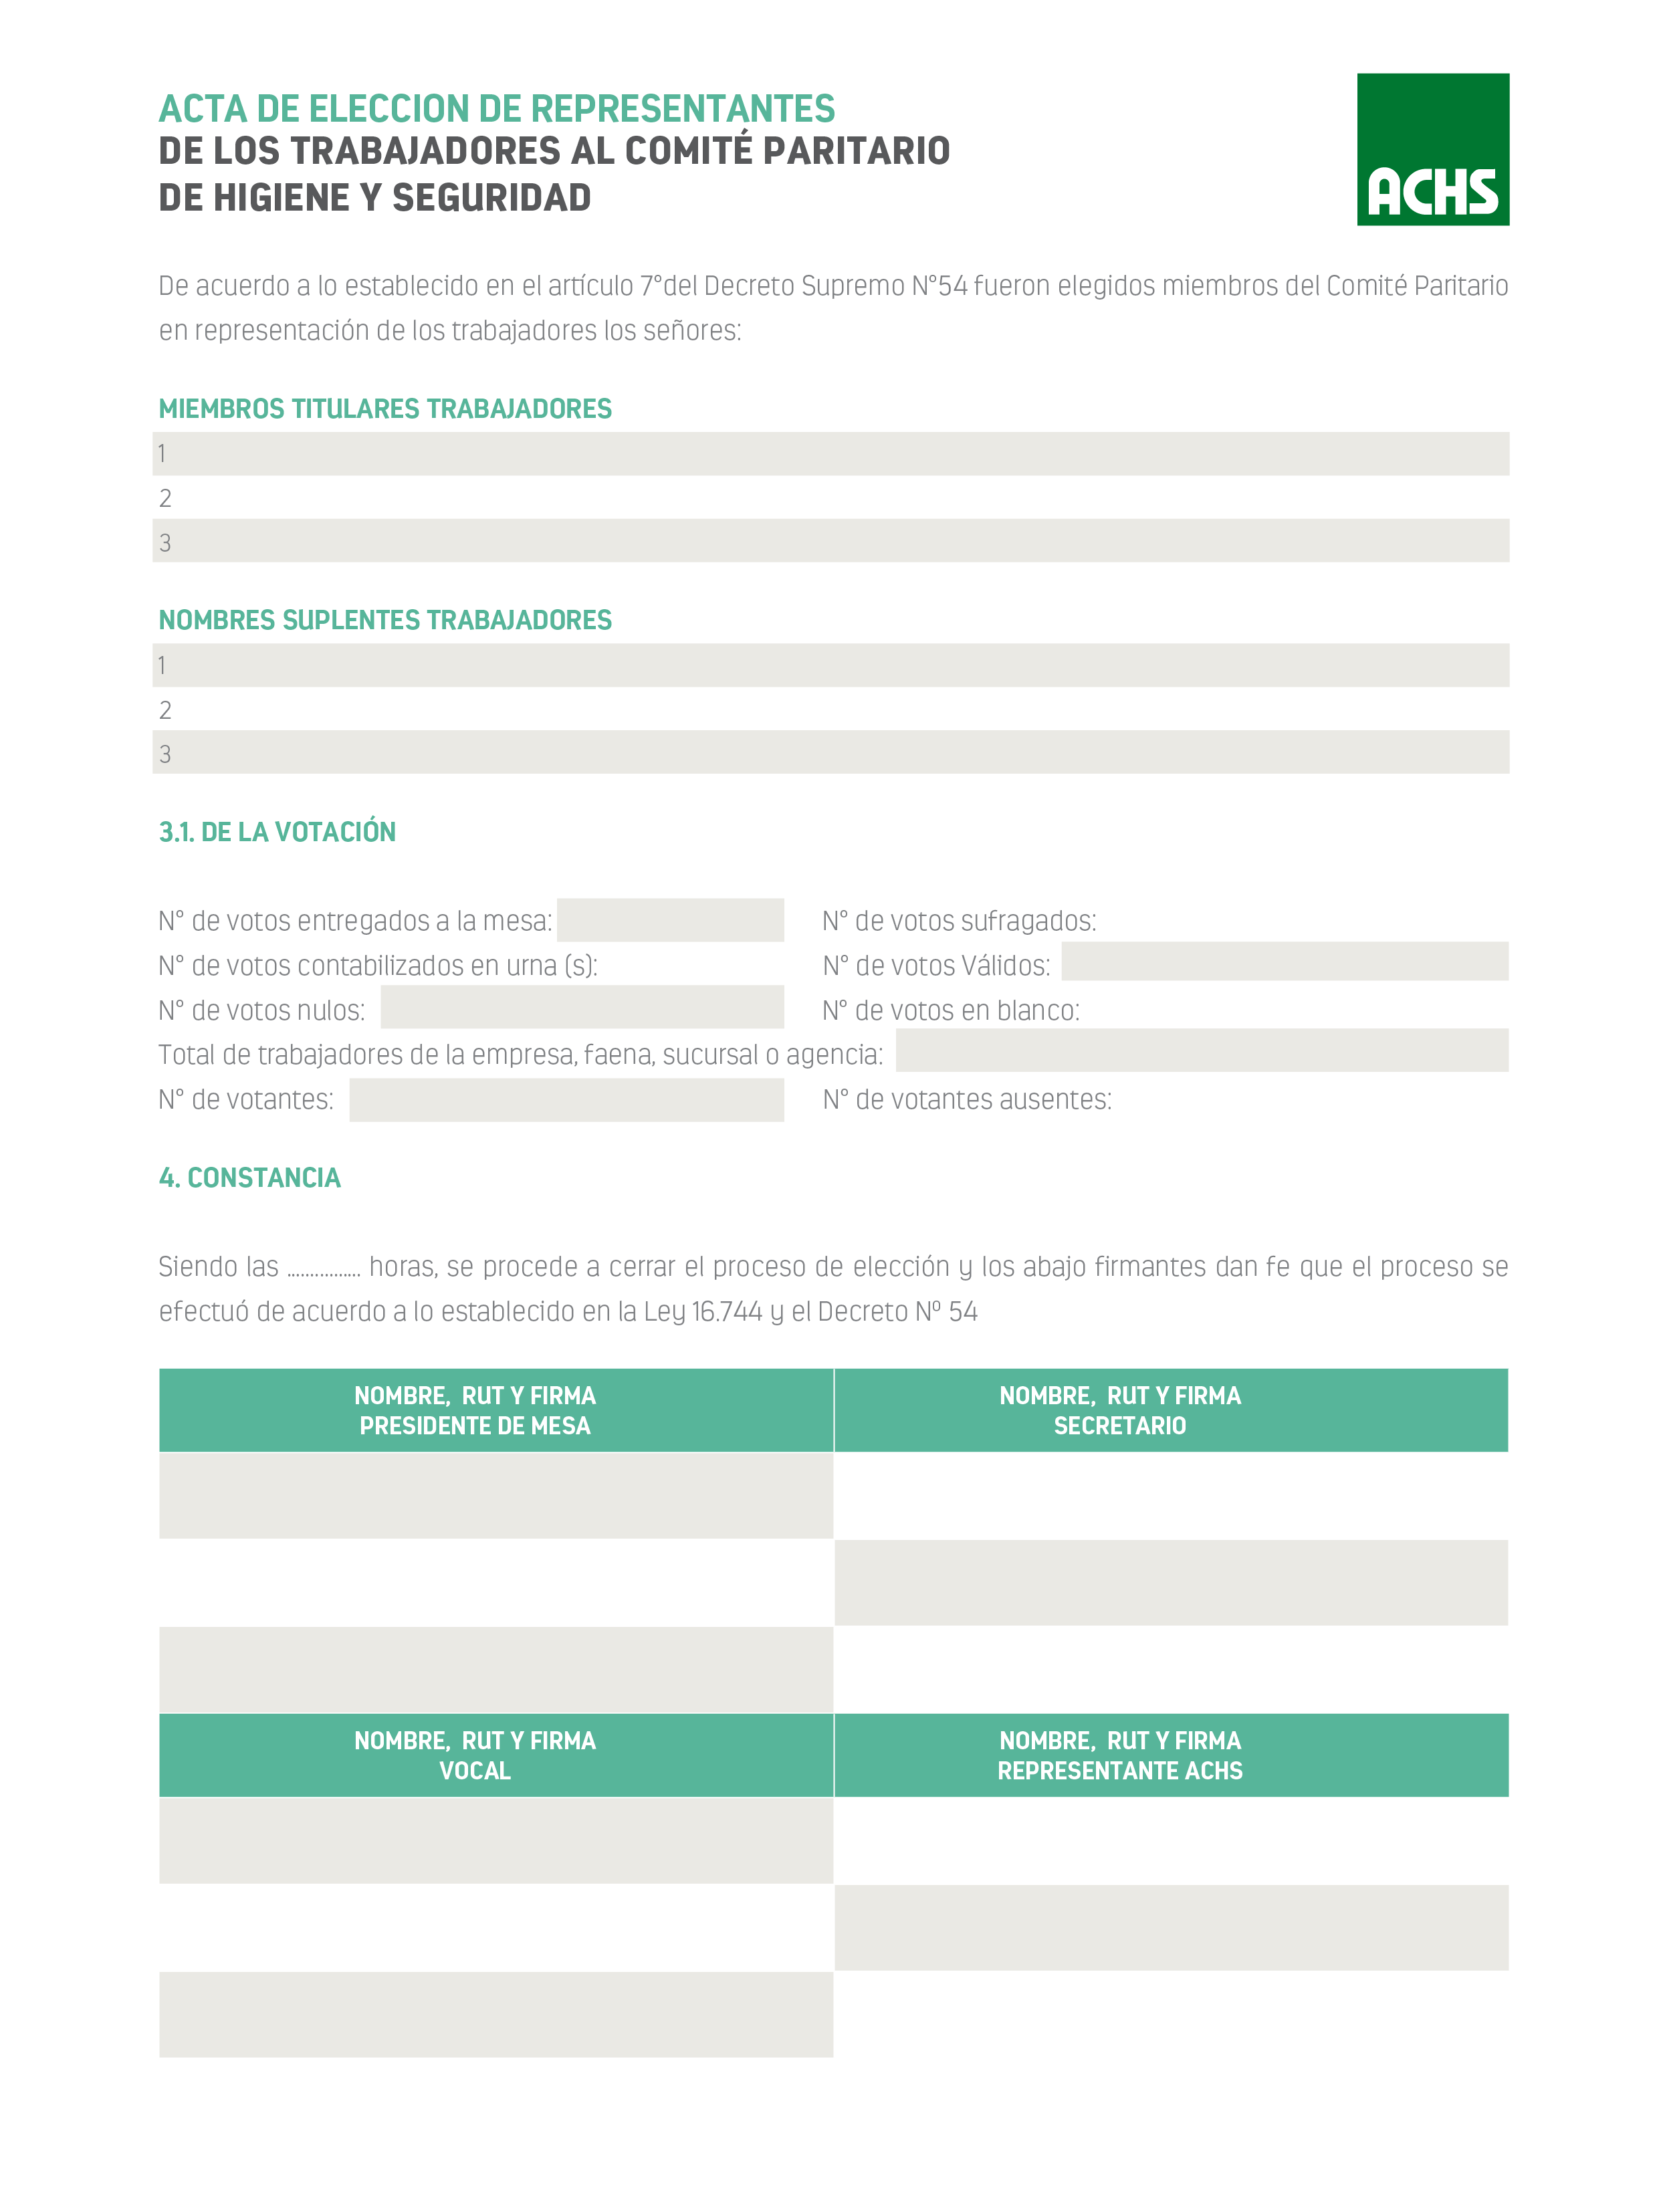 ACTA DE ELECCION DE REPRESENTANTES
DE LOS TRABAJADORES AL COMITÉ PARITARIO
DE HIGIENE Y SEGURIDAD
ACHS
De acuerdo a lo establecido en el artículo 7°del Decreto Supremo N°54 fueron elegidos miembros del Comité Paritario
en representación de los trabajadores los señores:
MIEMBROS TITULARES TRABAJADORES
1
2
3
NOMBRES SUPLENTES TRABAJADORES
1
2
3
3.1. DE LA VOTACIÓN
N° de votos entregados a la mesa: N° de votos sufragados:
N° de votos contabilizados en urna (s): N° de votos Válidos:
N° de votos nulos: N° de votos en blanco:
Total de trabajadores de la empresa, faena, sucursal o agencia:
N° de votantes: N° de votantes ausentes:
4. CONSTANCIA
Siendo las ................ horas, se procede a cerrar el proceso de elección y los abajo firmantes dan fe que el proceso se
efectuó de acuerdo a lo establecido en la Ley 16.744 y el Decreto Nº 54
NOMBRE, RUT Y FIRMA
PRESIDENTE DE MESA
NOMBRE, RUT Y FIRMA
SECRETARIO
NOMBRE, RUT Y FIRMA
VOCAL
NOMBRE, RUT Y FIRMA
REPRESENTANTE ACHS